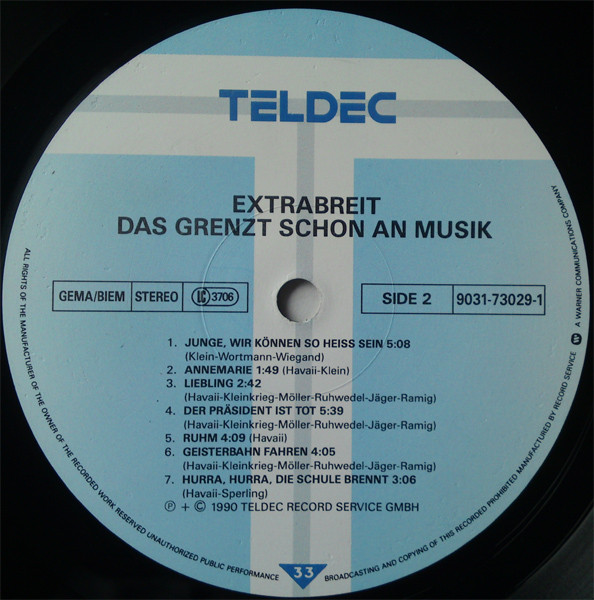 TELDEC
EXTRABREIT
DAS GRENZT SCHON AN MUSIK
GEMA/BIEM STEREO LC 3706
SIDE 2 9031-73029-1
1. JUNGE, WIR KÖNNEN SO HEISS SEIN 5:08
(Klein-Wortmann-Wiegand)
2. ANNEMARIE 1:49 (Havaii-Klein)
3. LIEBLING 2:42
(Havaii-Kleinkrieg-Möller-Ruhwedel-Jäger-Ramig)
4. DER PRÄSIDENT IST TOT 5:39
(Havaii-Kleinkrieg-Möller-Ruhwedel-Jäger-Ramig)
5. RUHM 4:09 (Havaii)
6. GEISTERBAHN FAHREN 4:05
(Havaii-Kleinkrieg-Möller-Ruhwedel-Jäger-Ramig)
7. HURRA, HURRA, DIE SCHULE BRENNT 3:06
(Havaii-Sperling)
Ⓟ + © 1990 TELDEC RECORD SERVICE GMBH
ALL RIGHTS OF THE MANUFACTURER OF THE OWNER OF THE RECORDED WORK RESERVED UNAUTHORIZED PUBLIC PERFORMANCE
33
BROADCASTING AND COPYING OF THIS RECORDED PROHIBITED MANUFACTURED BY RECORD SERVICE A WARNER COMMUNICATIONS COMPANY